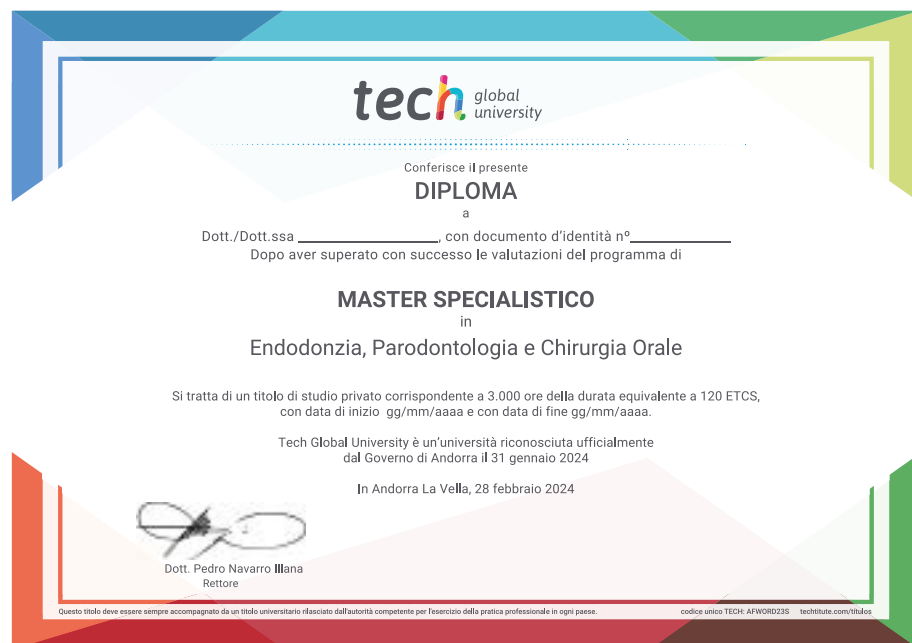 tech global university
Conferisce il presente
DIPLOMA
a
Dott./Dott.ssa ____________, con documento d'identità nº_________
Dopo aver superato con successo le valutazioni del programma di
MASTER SPECIALISTICO
in
Endodonzia, Parodontologia e Chirurgia Orale
Si tratta di un titolo di studio privato corrispondente a 3.000 ore della durata equivalente a 120 ETCS,
con data di inizio gg/mm/aaaa e con data di fine gg/mm/aaaa.
Tech Global University è un'università riconosciuta ufficialmente
dal Governo di Andorra il 31 gennaio 2024
In Andorra La Vella, 28 febbraio 2024
Dott. Pedro Navarro Illana
Rettore
Questo titolo deve essere sempre accompagnato da un titolo universitario rilasciato dall'autorità competente per l'esercizio della pratica professionale in ogni paese. codice unico TECH: AFWORD23S techtitute.com/titulos